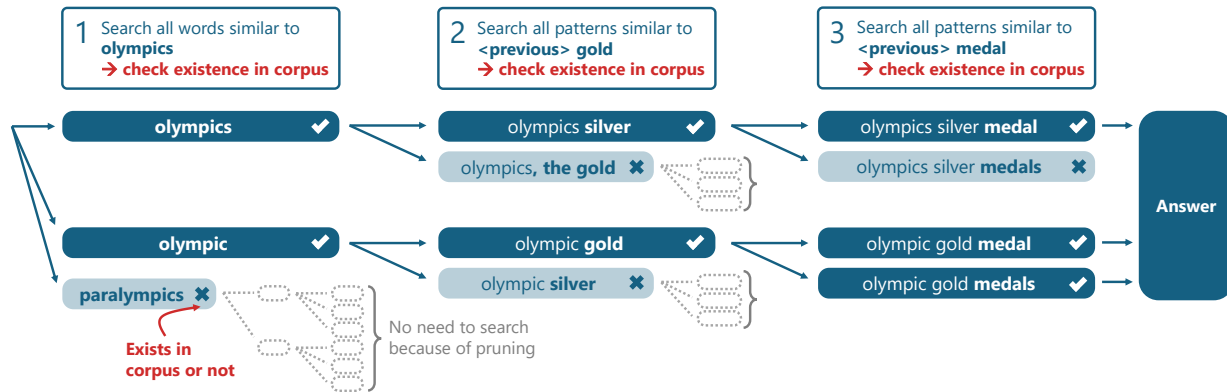 1 Search all words similar to
olympics
→ check existence in corpus
2 Search all patterns similar to
<previous> gold
→ check existence in corpus
3 Search all patterns similar to
<previous> medal
→ check existence in corpus
olympics ✔
olympics silver ✔
olympics silver medal ✔
olympics, the gold ✖
olympics silver medals ✖
Answer
olympic ✔
olympic gold ✔
olympic gold medal ✔
paralympics ✖
olympic silver ✖
olympic gold medals ✔
Exists in
corpus or not
No need to search
because of pruning